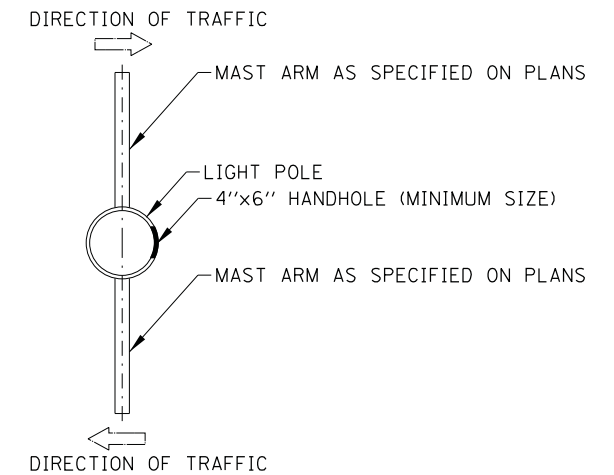 DIRECTION OF TRAFFIC
MAST ARM AS SPECIFIED ON PLANS
LIGHT POLE
4''x6'' HANDHOLE (MINIMUM SIZE)
MAST ARM AS SPECIFIED ON PLANS
DIRECTION OF TRAFFIC